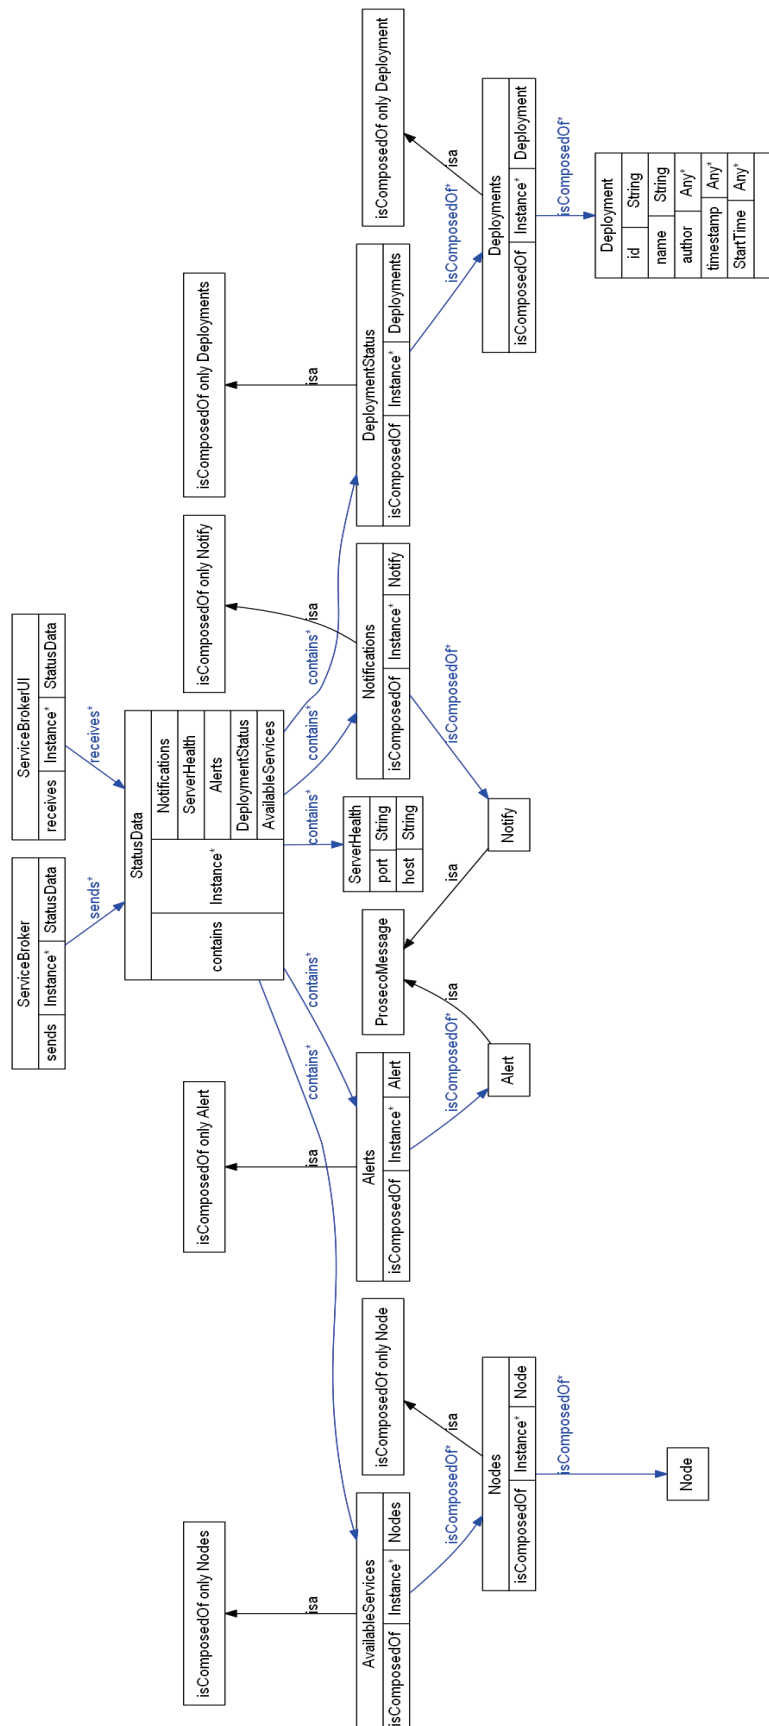 ServiceBroker
sends Instance* StatusData
ServiceBrokerUI
receives Instance* StatusData
sends*
receives*
StatusData
contains Instance* Notifications
ServerHealth
Alerts
DeploymentStatus
AvailableServices
isComposedOf only Nodes
isComposedOf only Alert
isComposedOf only Notify
isComposedOf only Deployments
isa
isa
isa
isa
contains*
contains*
contains*
contains*
contains*
AvailableServices
isComposedOf Instance* Nodes
Alerts
isComposedOf Instance* Alert
ServerHealth
port String
host String
Notifications
isComposedOf Instance* Notify
DeploymentStatus
isComposedOf Instance* Deployments
isComposedOf only Node
ProsecoMessage
isComposedOf only Deployment
isComposedOf*
isa
isComposedOf*
isa
isa
isComposedOf*
isComposedOf*
isa
Nodes
isComposedOf Instance* Node
Alert
Notify
Deployments
isComposedOf Instance* Deployment
isComposedOf*
isComposedOf*
Node
Deployment
id String
name String
author Any*
timestamp Any*
StartTime Any*